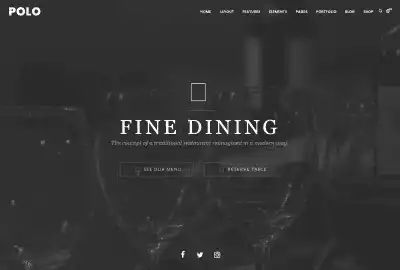 POLO
HOME LAYOUT FEATURES ELEMENTS PAGES PORTFOLIO BLOG SHOP
FINE DINING
The concept of a traditional restaurant reimagined in a modern way.
SEE OUR MENU
RESERVE TABLE